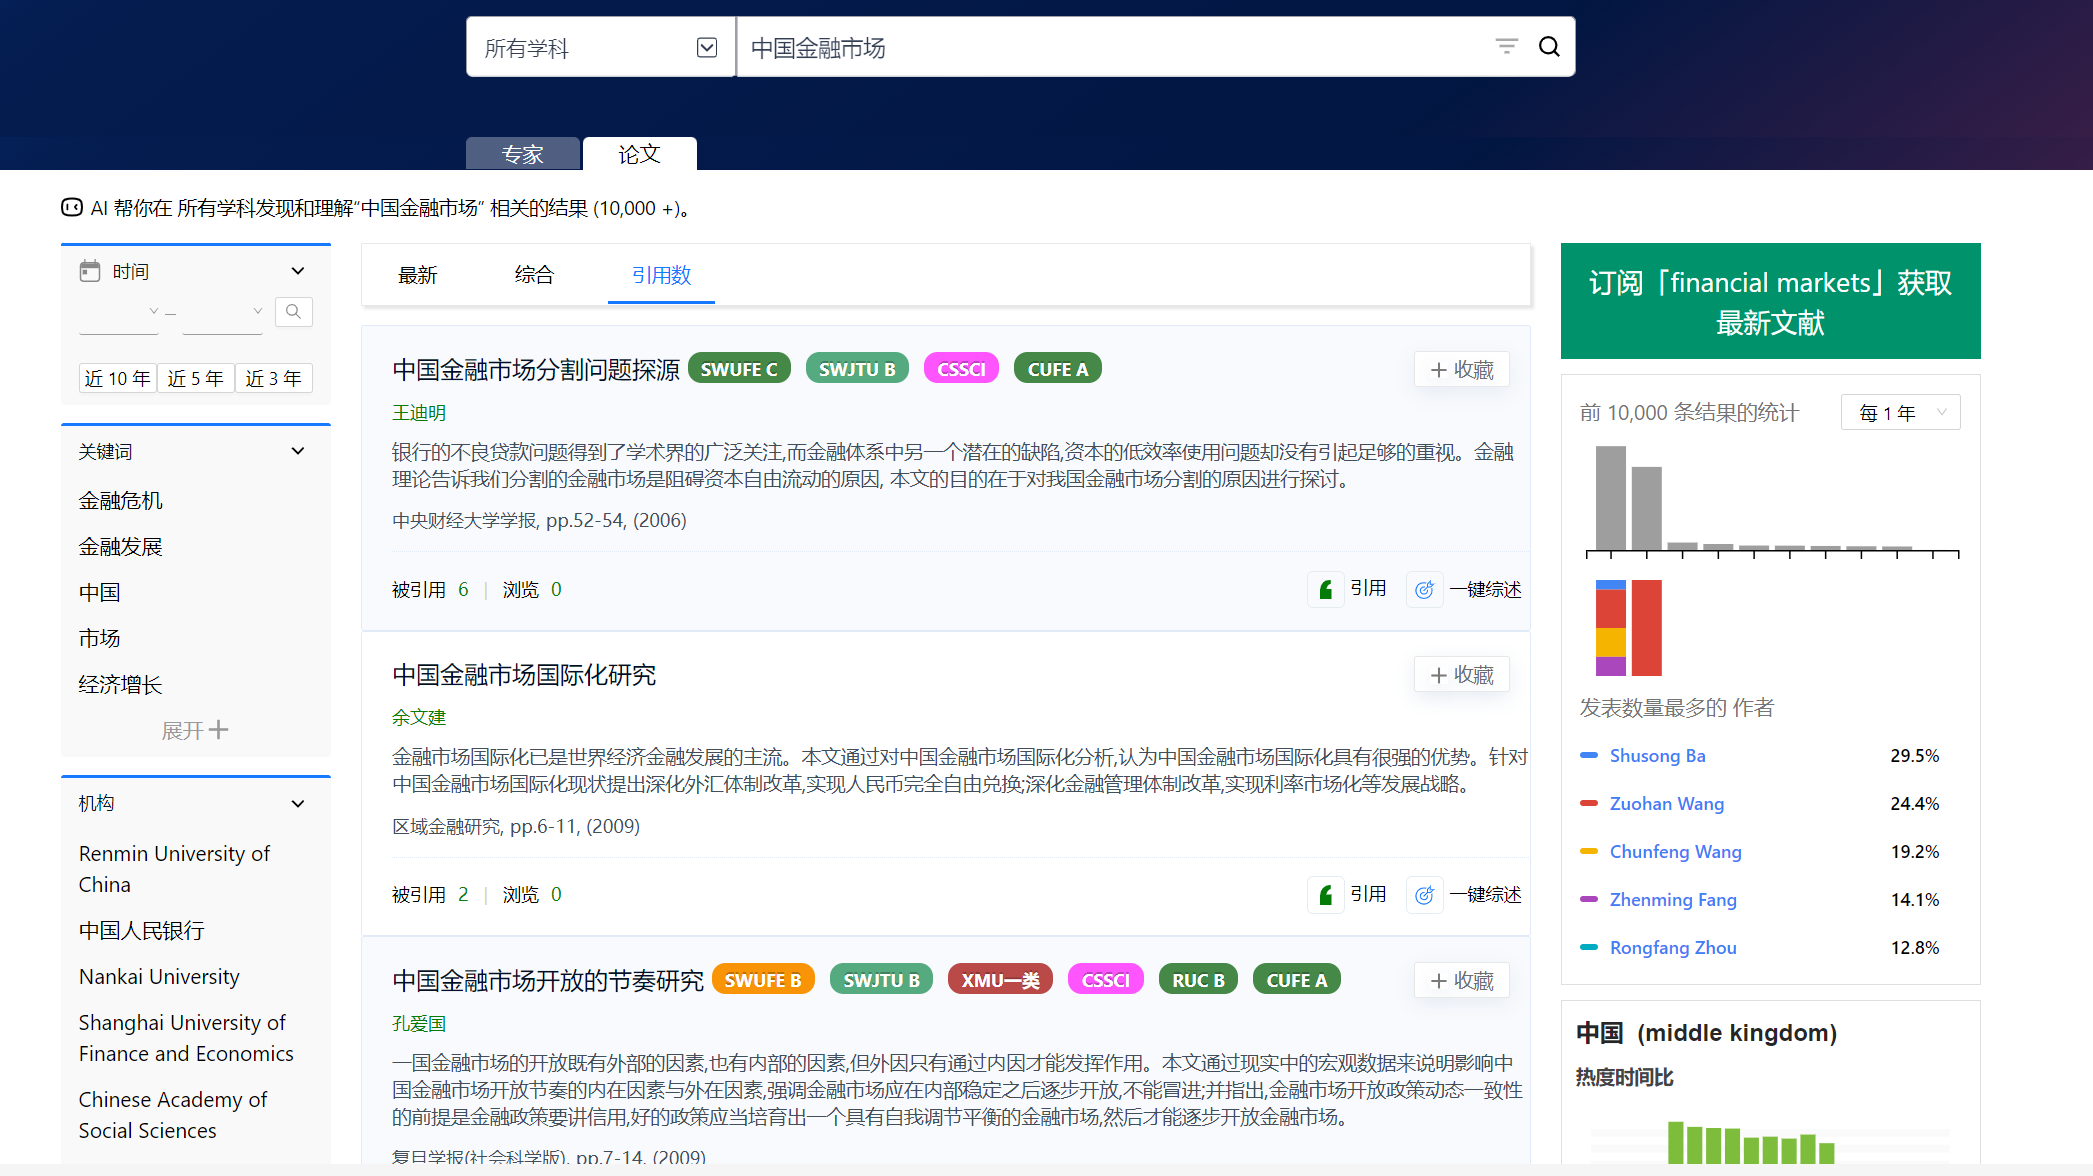 所有学科
中国金融市场
专家
论文
AI 帮你在 所有学科发现和理解“中国金融市场” 相关的结果 (10,000 +)。
时间
–
近 10 年
近 5 年
近 3 年
关键词
金融危机
金融发展
中国
市场
经济增长
展开
机构
Renmin University of
China
中国人民银行
Nankai University
Shanghai University of
Finance and Economics
Chinese Academy of
Social Sciences
最新
综合
引用数
中国金融市场分割问题探源 SWUFE C SWJTU B CSSCI CUFE A
+ 收藏
王迪明
银行的不良贷款问题得到了学术界的广泛关注,而金融体系中另一个潜在的缺陷,资本的低效率使用问题却没有引起足够的重视。金融
理论告诉我们分割的金融市场是阻碍资本自由流动的原因, 本文的目的在于对我国金融市场分割的原因进行探讨。
中央财经大学学报, pp.52-54, (2006)
被引用 6 | 浏览 0
引用
一键综述
中国金融市场国际化研究
+ 收藏
余文建
金融市场国际化已是世界经济金融发展的主流。本文通过对中国金融市场国际化分析,认为中国金融市场国际化具有很强的优势。针对
中国金融市场国际化现状提出深化外汇体制改革,实现人民币完全自由兑换;深化金融管理体制改革,实现利率市场化等发展战略。
区域金融研究, pp.6-11, (2009)
被引用 2 | 浏览 0
引用
一键综述
中国金融市场开放的节奏研究 SWUFE B SWJTU B XMU一类 CSSCI RUC B CUFE A
+ 收藏
孔爱国
一国金融市场的开放既有外部的因素,也有内部的因素,但外因只有通过内因才能发挥作用。本文通过现实中的宏观数据来说明影响中
国金融市场开放节奏的内在因素与外在因素,强调金融市场应在内部稳定之后逐步开放,不能冒进;并指出,金融市场开放政策动态一致性
的前提是金融政策要讲信用,好的政策应当培育出一个具有自我调节平衡的金融市场,然后才能逐步开放金融市场。
复旦学报(社会科学版), pp.7-14, (2009)
订阅「financial markets」获取
最新文献
前 10,000 条结果的统计
每 1 年
发表数量最多的 作者
Shusong Ba 29.5%
Zuohan Wang 24.4%
Chunfeng Wang 19.2%
Zhenming Fang 14.1%
Rongfang Zhou 12.8%
中国 (middle kingdom)
热度时间比